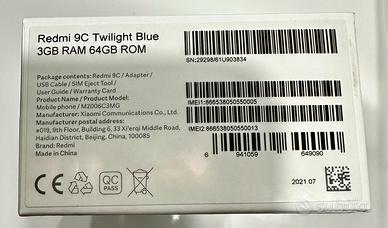 Redmi 9C Twilight Blue
3GB RAM 64GB ROM
Package contents: Redmi 9C / Adapter /
USB Cable / SIM Eject Tool /
User Guide / Warranty Card
Product Name / Product Model:
Mobile phone / M2006C3MG
Manufacturer: Xiaomi Communications Co., Ltd.
Manufacturer postal address:
#019, 9th Floor, Building 6, 33 Xi'erqi Middle Road,
Haidian District, Beijing, China, 100085
Brand: Redmi
Made in China
SN:29298/61U903834
IMEI1:866538050550005
IMEI2:866538050550013
6 941059 649090
CE
QC
PASS
2021.07
subito